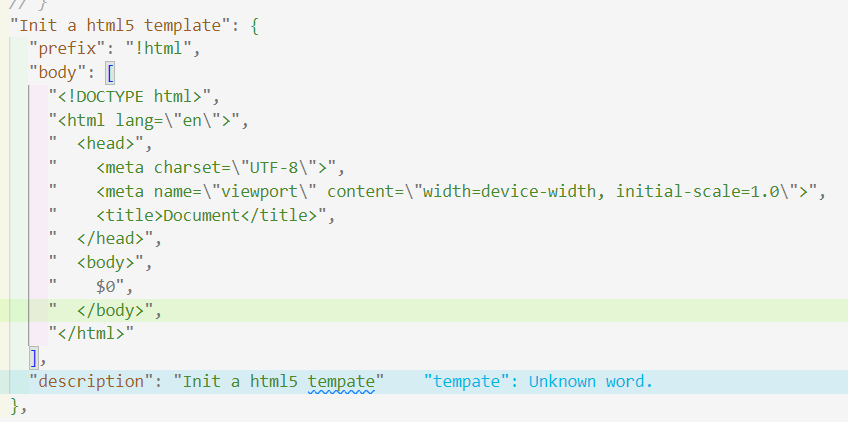 // }
"Init a html5 template": {
"prefix": "!html",
"body": [
"<!DOCTYPE html>",
"<html lang=\"en\">",
"  <head>",
"    <meta charset=\"UTF-8\">",
"    <meta name=\"viewport\" content=\"width=device-width, initial-scale=1.0\">",
"    <title>Document</title>",
"  </head>",
"  <body>",
"    $0",
"  </body>",
"</html>"
],
"description": "Init a html5 tempate"    "tempate": Unknown word.
},